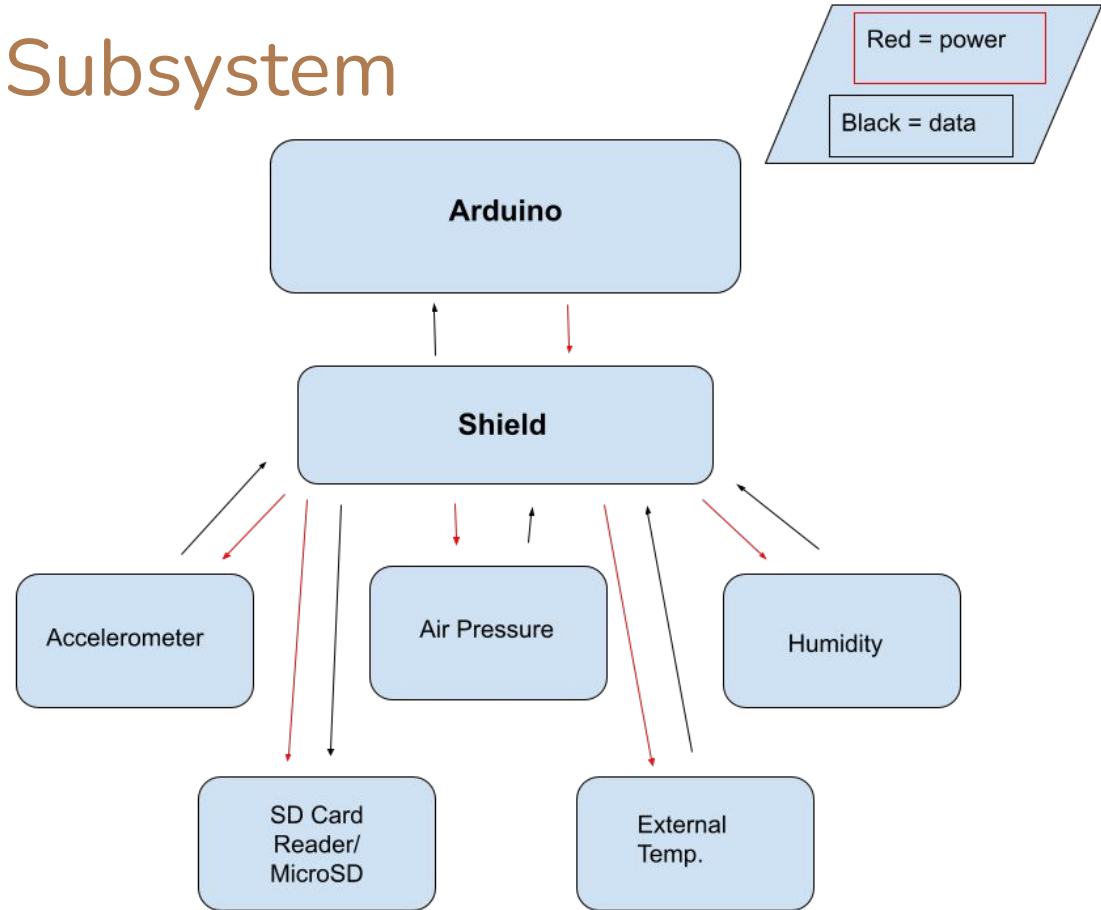 Subsystem
Red = power
Black = data
Arduino
Shield
Accelerometer
Air Pressure
Humidity
SD Card
Reader/
MicroSD
External
Temp.